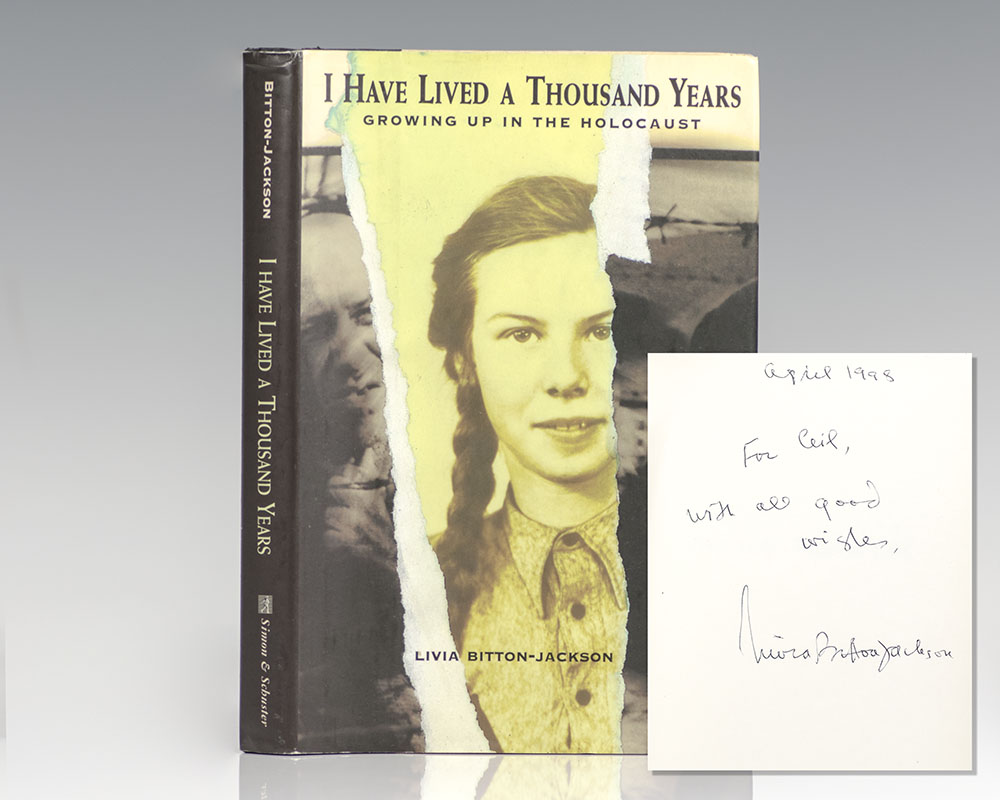 I HAVE LIVED A THOUSAND YEARS
GROWING UP IN THE HOLOCAUST
LIVIA BITTON-JACKSON
BITTON-JACKSON
I HAVE LIVED A THOUSAND YEARS
Simon & Schuster
April 1998
For Ceil,
with all good
wishes,
Livia Bitton Jackson